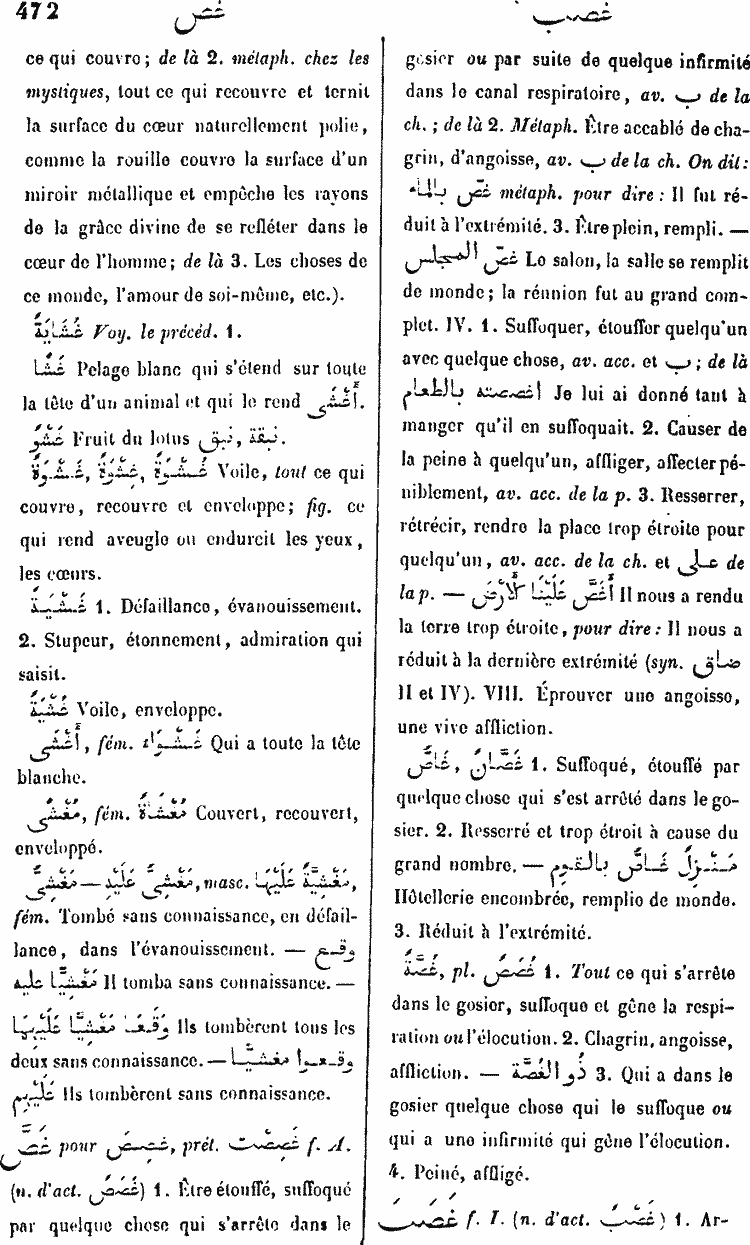 472 غص غصب
ce qui couvre; de là 2. métaph. chez les
mystiques, tout ce qui recouvre et ternit
la surface du cœur naturellement polie,
comme la rouille couvre la surface d'un
miroir métallique et empêche les rayons
de la grâce divine de se refléter dans le
cœur de l'homme; de là 3. Les choses de
ce monde, l'amour de soi-même, etc.).
غُشَايَةٌ Voy. le précéd. 1.
غَشًا Pelage blanc qui s'étend sur toute
la tête d'un animal et qui le rend أَغْشَى.
غَشْوٌ Fruit du lotus نبق, نبقة.
غُشْوَةٌ, غِشْوَةٌ, غَشْوَةٌ Voile, tout ce qui
couvre, recouvre et enveloppe; fig. ce
qui rend aveugle ou endurcit les yeux,
les cœurs.
غَشْيَةٌ 1. Défaillance, évanouissement.
2. Stupeur, étonnement, admiration qui
saisit.
غُشْيَةٌ Voile, enveloppe.
أَغْشَى, fém. غَشْوَاءُ Qui a toute la tête
blanche.
مُغَشًّى, fém. مُغَشَّاةٌ Couvert, recouvert,
enveloppé.
مَغْشِيٌّ — مَغْشِيٌّ عَلَيْهِ, masc. مَغْشِيَّةٌ عَلَيْهَا,
fém. Tombé sans connaissance, en défail-
lance, dans l'évanouissement. — وقع
مَغْشِيًّا عليه Il tomba sans connaissance. —
وَقَعَا مَغْشِيًّا عَلَيْهِمَا Ils tombèrent tous les
deux sans connaissance. — وقعوا مغشيًّا
عَلَيْهِم Ils tombèrent sans connaissance.
غَصَّ pour غصص, prét. غصصت f. A.
(n. d'act. غَصَصٌ) 1. Être étouffé, suffoqué
par quelque chose qui s'arrête dans le
gosier ou par suite de quelque infirmité
dans le canal respiratoire, av. ب de la
ch.; de là 2. Métaph. Être accablé de cha-
grin, d'angoisse, av. ب de la ch. On dit:
غصّ بالماء métaph. pour dire: Il fut ré-
duit à l'extrémité. 3. Être plein, rempli. —
غصّ المجلس Le salon, la salle se remplit
de monde; la réunion fut au grand com-
plet. IV. 1. Suffoquer, étouffer quelqu'un
avec quelque chose, av. acc. et ب; de là
اغصصته بالطعام Je lui ai donné tant à
manger qu'il en suffoquait. 2. Causer de
la peine à quelqu'un, affliger, affecter pé-
niblement, av. acc. de la p. 3. Resserrer,
rétrécir, rendre la place trop étroite pour
quelqu'un, av. acc. de la ch. et على de
la p. — أَغَصَّ عَلَيْنَا الأرْضَ Il nous a rendu
la terre trop étroite, pour dire: Il nous a
réduit à la dernière extrémité (syn. ضاق
II et IV). VIII. Éprouver une angoisse,
une vive affliction.
غَاصٌّ, غَصَّانُ 1. Suffoqué, étouffé par
quelque chose qui s'est arrêté dans le go-
sier. 2. Resserré et trop étroit à cause du
grand nombre. — مَنْزِلٌ غَاصٌّ بالقوم
Hôtellerie encombrée, remplie de monde.
3. Réduit à l'extrémité.
غُصَّةٌ, pl. غُصَصٌ 1. Tout ce qui s'arrête
dans le gosier, suffoque et gêne la respi-
ration ou l'élocution. 2. Chagrin, angoisse,
affliction. — ذُو الغُصَّة 3. Qui a dans le
gosier quelque chose qui le suffoque ou
qui a une infirmité qui gêne l'élocution.
4. Peiné, affligé.
غَصَبَ f. I. (n. d'act. غَصْبٌ) 1. Ar-